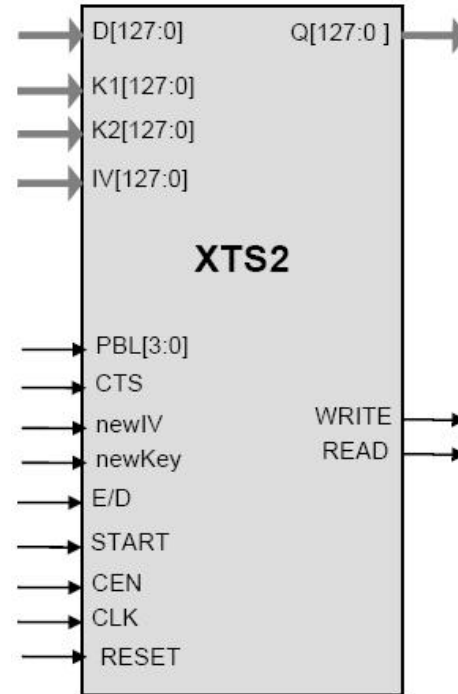 D[127:0] Q[127:0 ]
K1[127:0]
K2[127:0]
IV[127:0]
XTS2
PBL[3:0]
CTS
newIV WRITE
newKey READ
E/D
START
CEN
CLK
RESET